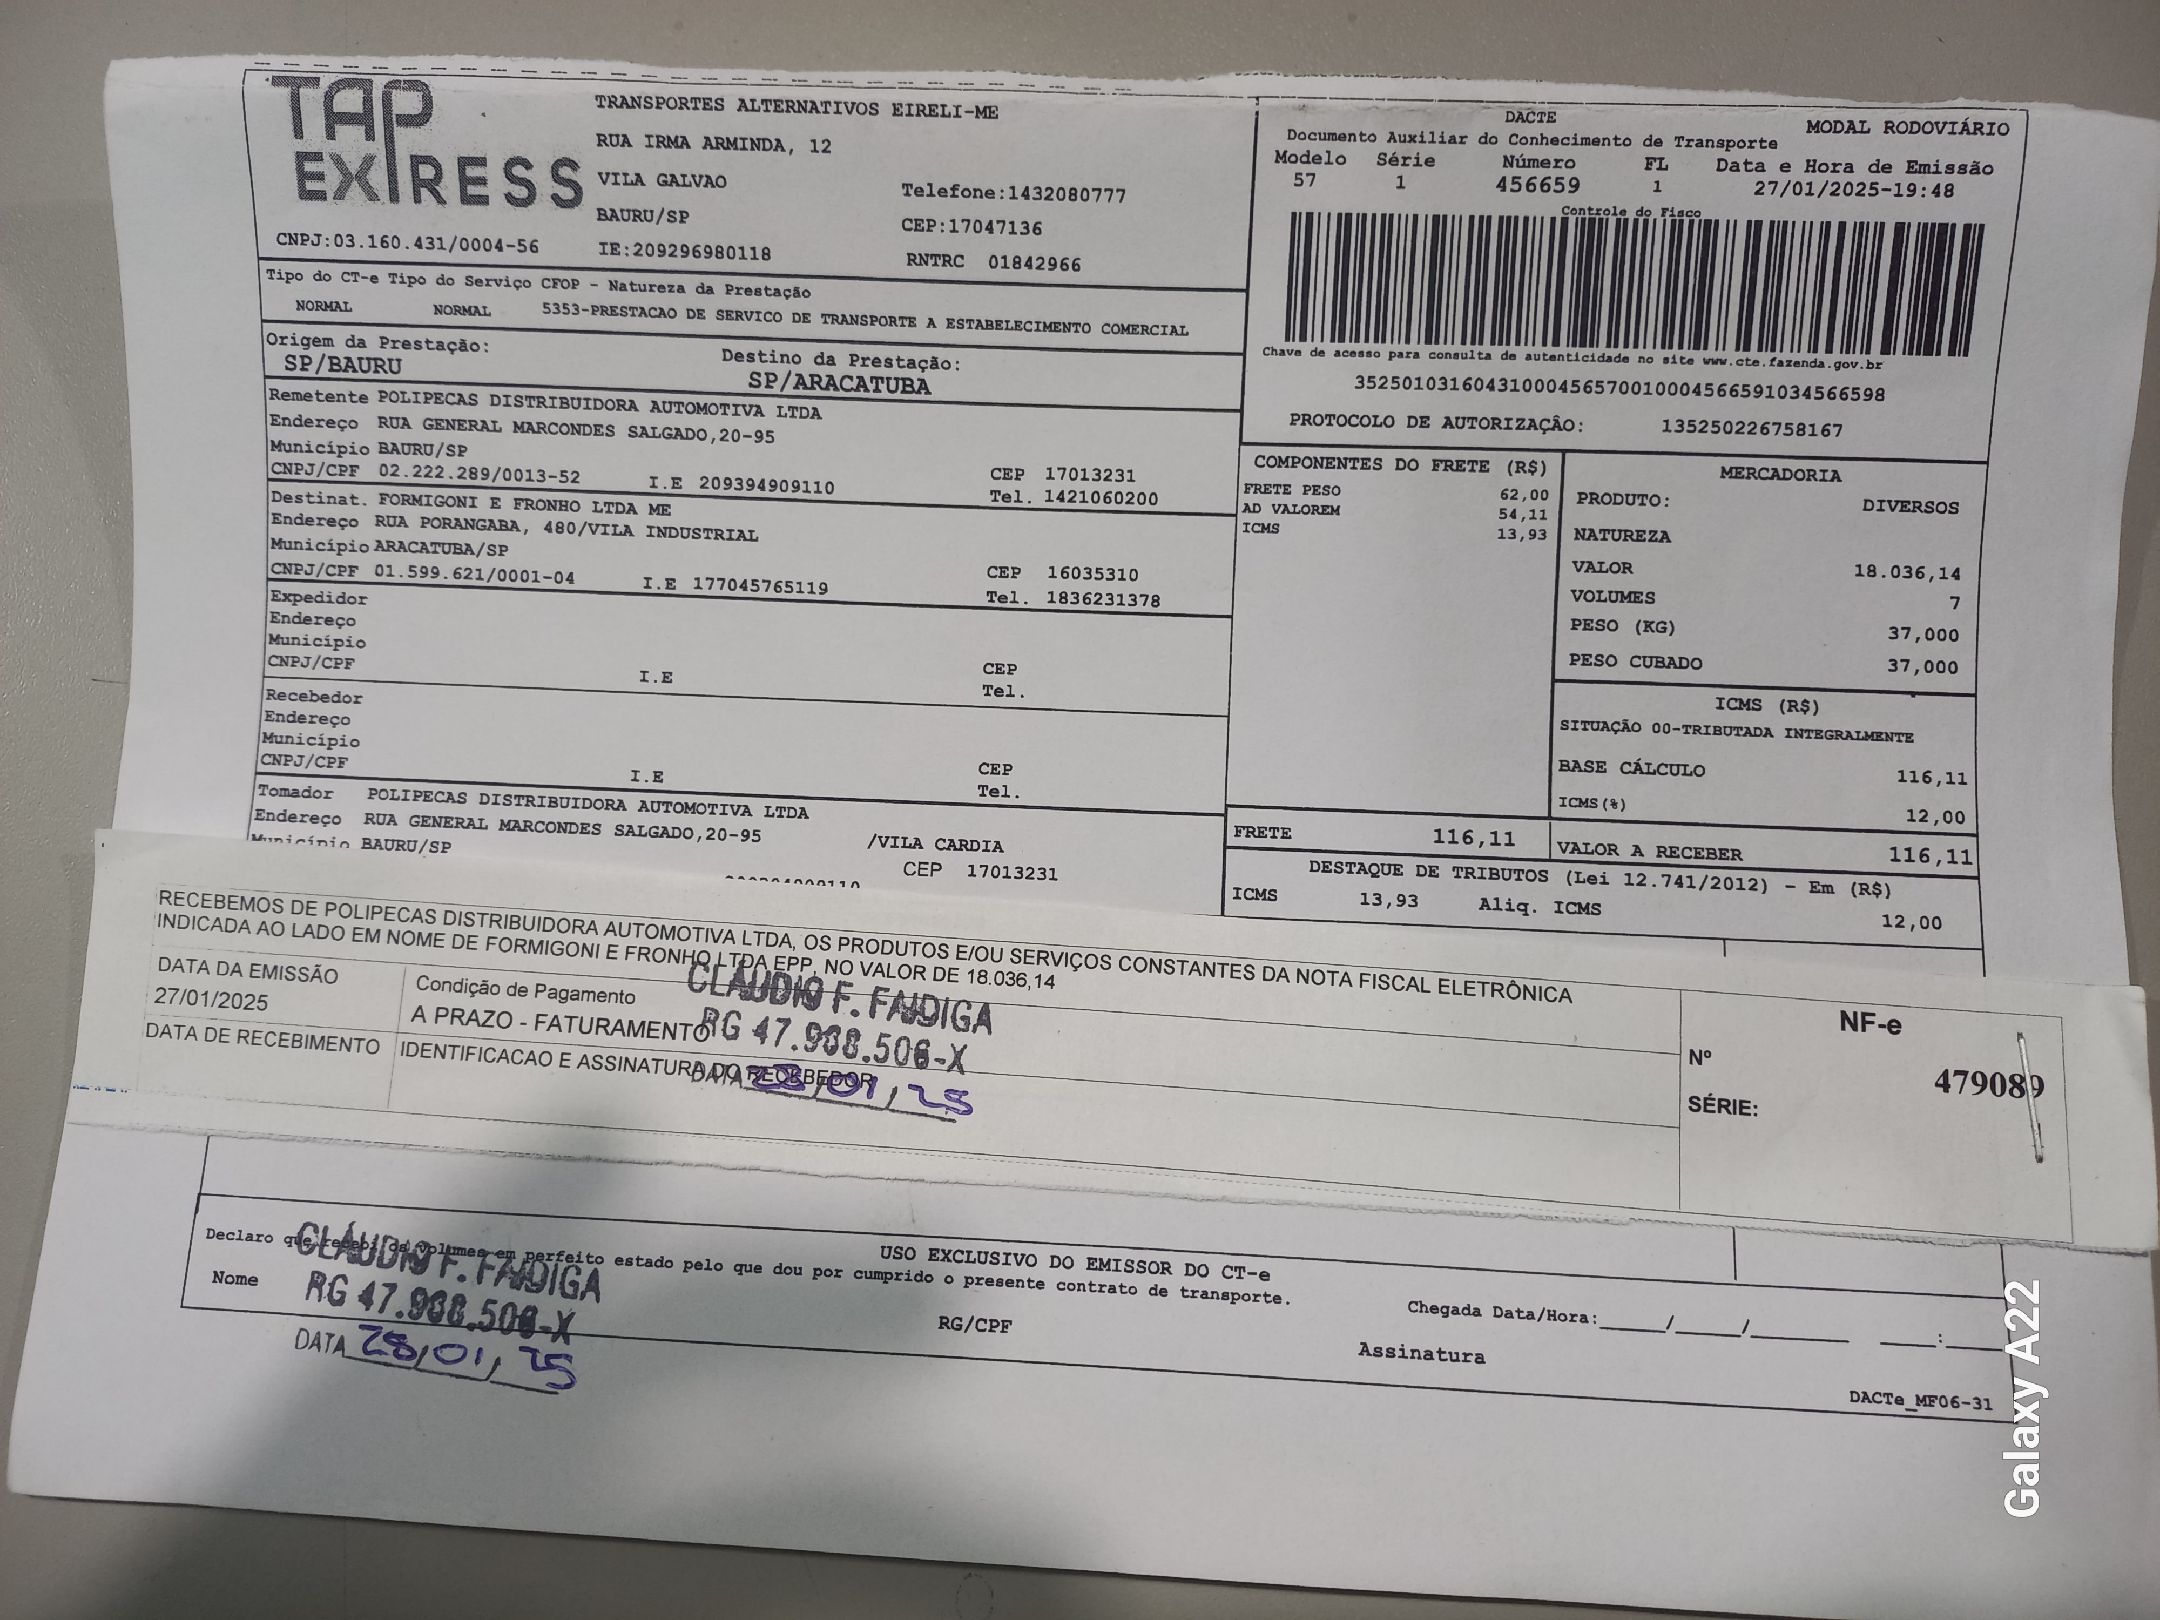 TAP EXPRESS
TRANSPORTES ALTERNATIVOS EIRELI-ME
RUA IRMA ARMINDA, 12
VILA GALVAO Telefone:1432080777
BAURU/SP CEP:17047136
CNPJ:03.160.431/0004-56 IE:209296980118 RNTRC 01842966
Tipo do CT-e Tipo do Serviço CFOP - Natureza da Prestação
NORMAL NORMAL 5353-PRESTACAO DE SERVICO DE TRANSPORTE A ESTABELECIMENTO COMERCIAL
Origem da Prestação: Destino da Prestação:
SP/BAURU SP/ARACATUBA
Remetente POLIPECAS DISTRIBUIDORA AUTOMOTIVA LTDA
Endereço RUA GENERAL MARCONDES SALGADO,20-95
Município BAURU/SP CEP 17013231
CNPJ/CPF 02.222.289/0013-52 I.E 209394909110 Tel. 1421060200
Destinat. FORMIGONI E FRONHO LTDA ME
Endereço RUA PORANGABA, 480/VILA INDUSTRIAL
Município ARACATUBA/SP CEP 16035310
CNPJ/CPF 01.599.621/0001-04 I.E 177045765119 Tel. 1836231378
Expedidor
Endereço
Município CEP
CNPJ/CPF I.E Tel.
Recebedor
Endereço
Município CEP
CNPJ/CPF I.E Tel.
Tomador POLIPECAS DISTRIBUIDORA AUTOMOTIVA LTDA
Endereço RUA GENERAL MARCONDES SALGADO,20-95 /VILA CARDIA
Município BAURU/SP CEP 17013231
DACTE MODAL RODOVIÁRIO
Documento Auxiliar do Conhecimento de Transporte
Modelo Série Número FL Data e Hora de Emissão
57 1 456659 1 27/01/2025-19:48
Controle do Fisco
Chave de acesso para consulta de autenticidade no site www.cte.fazenda.gov.br
35250103160431000456570010004566591034566598
PROTOCOLO DE AUTORIZAÇÂO: 135250226758167
COMPONENTES DO FRETE (R$)
FRETE PESO 62,00
AD VALOREM 54,11
ICMS 13,93
MERCADORIA
PRODUTO: DIVERSOS
NATUREZA
VALOR 18.036,14
VOLUMES 7
PESO (KG) 37,000
PESO CUBADO 37,000
ICMS (R$)
SITUAÇÃO 00-TRIBUTADA INTEGRALMENTE
BASE CÁLCULO 116,11
ICMS(%) 12,00
FRETE 116,11 VALOR A RECEBER 116,11
DESTAQUE DE TRIBUTOS (Lei 12.741/2012) - Em (R$)
ICMS 13,93 Aliq. ICMS 12,00
RECEBEMOS DE POLIPECAS DISTRIBUIDORA AUTOMOTIVA LTDA, OS PRODUTOS E/OU SERVIÇOS CONSTANTES DA NOTA FISCAL ELETRÔNICA
INDICADA AO LADO EM NOME DE FORMIGONI E FRONHO LTDA EPP, NO VALOR DE 18.036,14
DATA DA EMISSÃO Condição de Pagamento
27/01/2025 A PRAZO - FATURAMENTO
DATA DE RECEBIMENTO IDENTIFICACAO E ASSINATURA DO RECEBEDOR
CLÁUDIO F. FAIDIGA
RG 47.988.506-X
DATA 28/01/25
NF-e
Nº 479089
SÉRIE:
USO EXCLUSIVO DO EMISSOR DO CT-e
Declaro que recebi os volumes em perfeito estado pelo que dou por cumprido o presente contrato de transporte.
Nome RG/CPF Assinatura Chegada Data/Hora:_____/_____/_______ ____:____
CLÁUDIO F. FAIDIGA
RG 47.988.506-X
DATA 28/01/25
DACTe_MF06-31
Galaxy A22